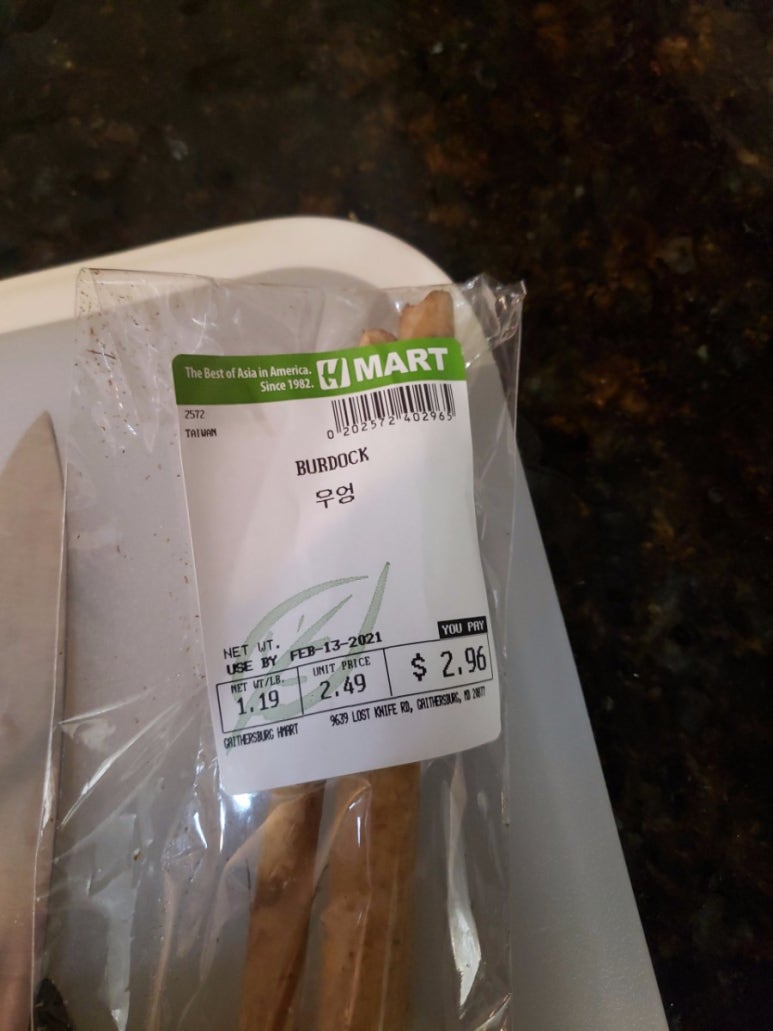 The Best of Asia in America.
Since 1982.
H MART
2572
TAIWAN
0 202572 402965
BURDOCK
우엉
NET WT.
USE BY FEB-13-2021
YOU PAY
NET WT/LB.
1.19
UNIT PRICE
2.49
$ 2.96
GAITHERSBURG HMART
9639 LOST KNIFE RD, GAITHERSBURG, MD 20877